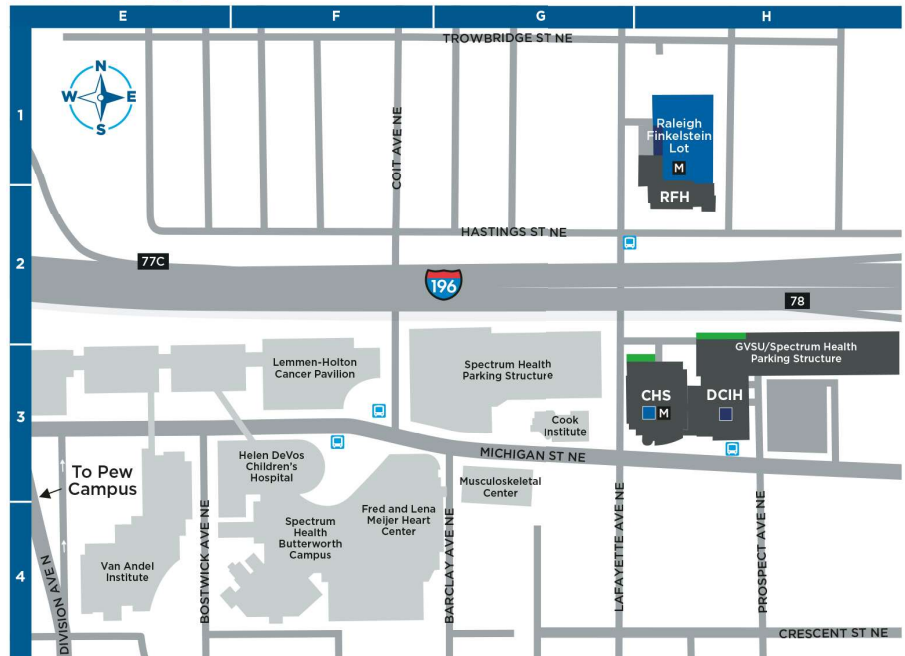 E
F
G
H
TROWBRIDGE ST NE
N
W
E
S
1
COIT AVE NE
Raleigh
Finkelstein
Lot
M
RFH
HASTINGS ST NE
2
77C
196
78
GVSU/Spectrum Health
Parking Structure
Lemmen-Holton
Cancer Pavilion
Spectrum Health
Parking Structure
CHS
M
DCIH
3
Cook
Institute
MICHIGAN ST NE
Helen DeVos
Children's
Hospital
To Pew
Campus
Musculoskeletal
Center
Fred and Lena
Meijer Heart
Center
Spectrum
Health
Butterworth
Campus
Van Andel
Institute
4
DIVISION AVEN
BOSTWICK AVE NE
BARCLAY AVE NE
LAFAYETTE AVE NE
PROSPECT AVE NE
CRESCENT ST NE